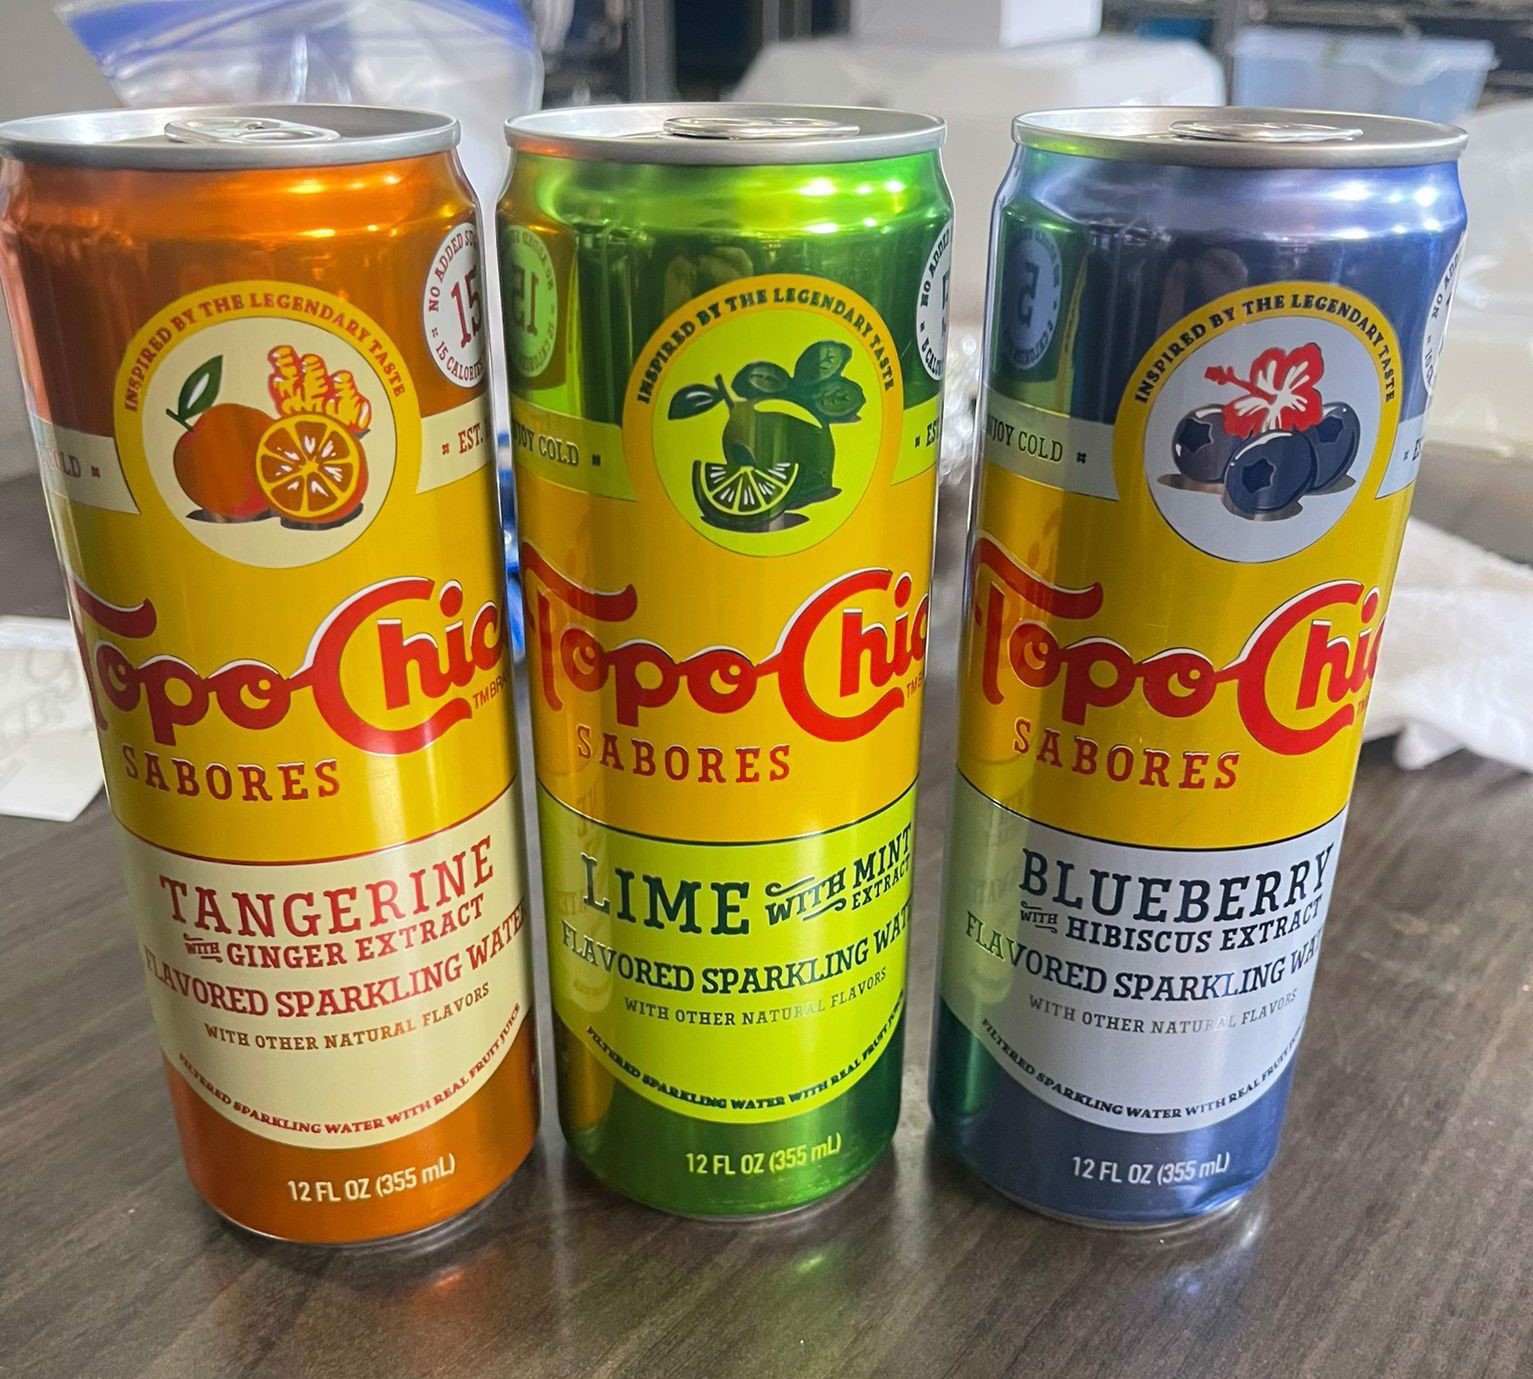 INSPIRED BY THE LEGENDARY TASTE
NO ADDED
15
15 CALORIES
EST.
Topo Chic
TM
SABORES
TANGERINE
WITH GINGER EXTRACT
FLAVORED SPARKLING WATER
WITH OTHER NATURAL FLAVORS
FILTERED SPARKLING WATER WITH REAL FRUIT JUICE
12 FL OZ (355 mL)
INSPIRED BY THE LEGENDARY TASTE
NO ADDED
COLD
Topo Chic
TM
SABORES
LIME WITH MINT
EXTRACT
FLAVORED SPARKLING WAT
WITH OTHER NATURAL FLAVORS
FILTERED SPARKLING WATER WITH REAL FRUIT
12 FL OZ (355 mL)
INSPIRED BY THE LEGENDARY TASTE
COLD
Topo Chi
SABORES
BLUEBERRY
WITH HIBISCUS EXTRACT
FLAVORED SPARKLING WA
WITH OTHER NATURAL FLAVORS
FILTERED SPARKLING WATER WITH REAL FRUIT
12 FL OZ (355 mL)